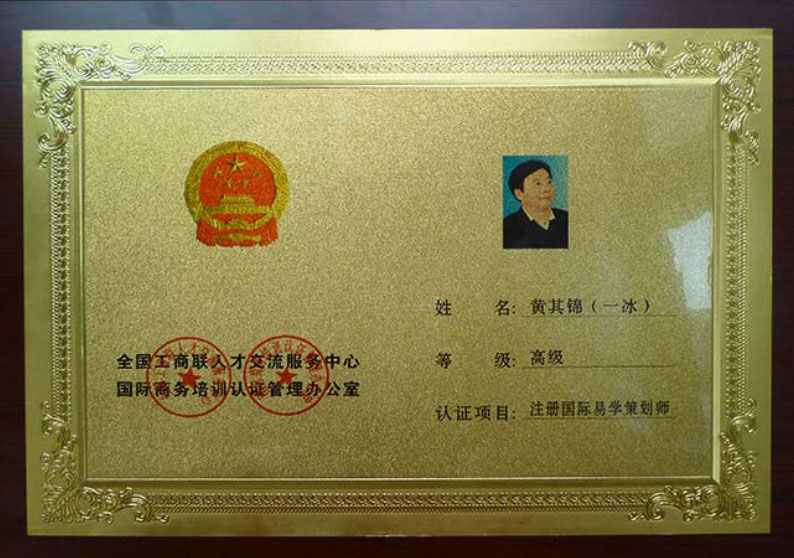 全国工商联人才交流服务中心
国际商务培训认证管理办公室
姓 名: 黄其锦(一冰)
等 级: 高级
认证项目: 注册国际易学策划师